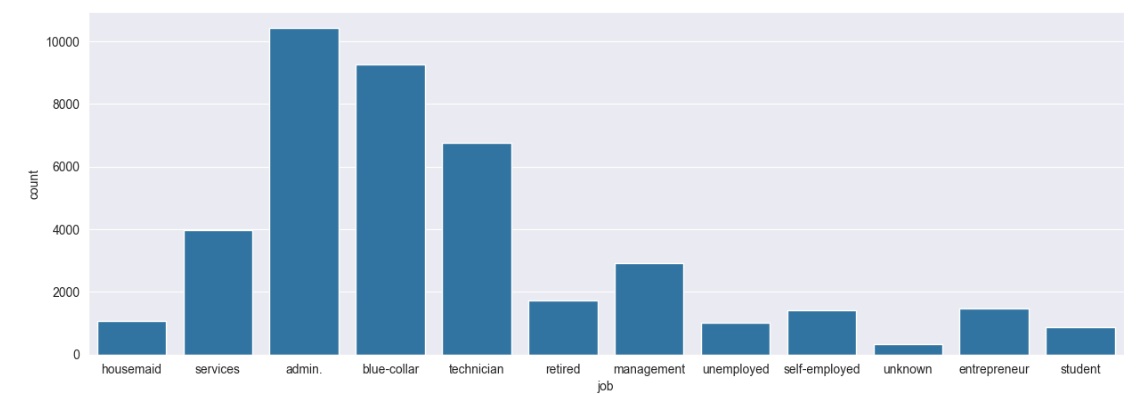 10000
8000
6000
4000
2000
0
count
housemaid services admin. blue-collar technician retired management unemployed self-employed unknown entrepreneur student
job